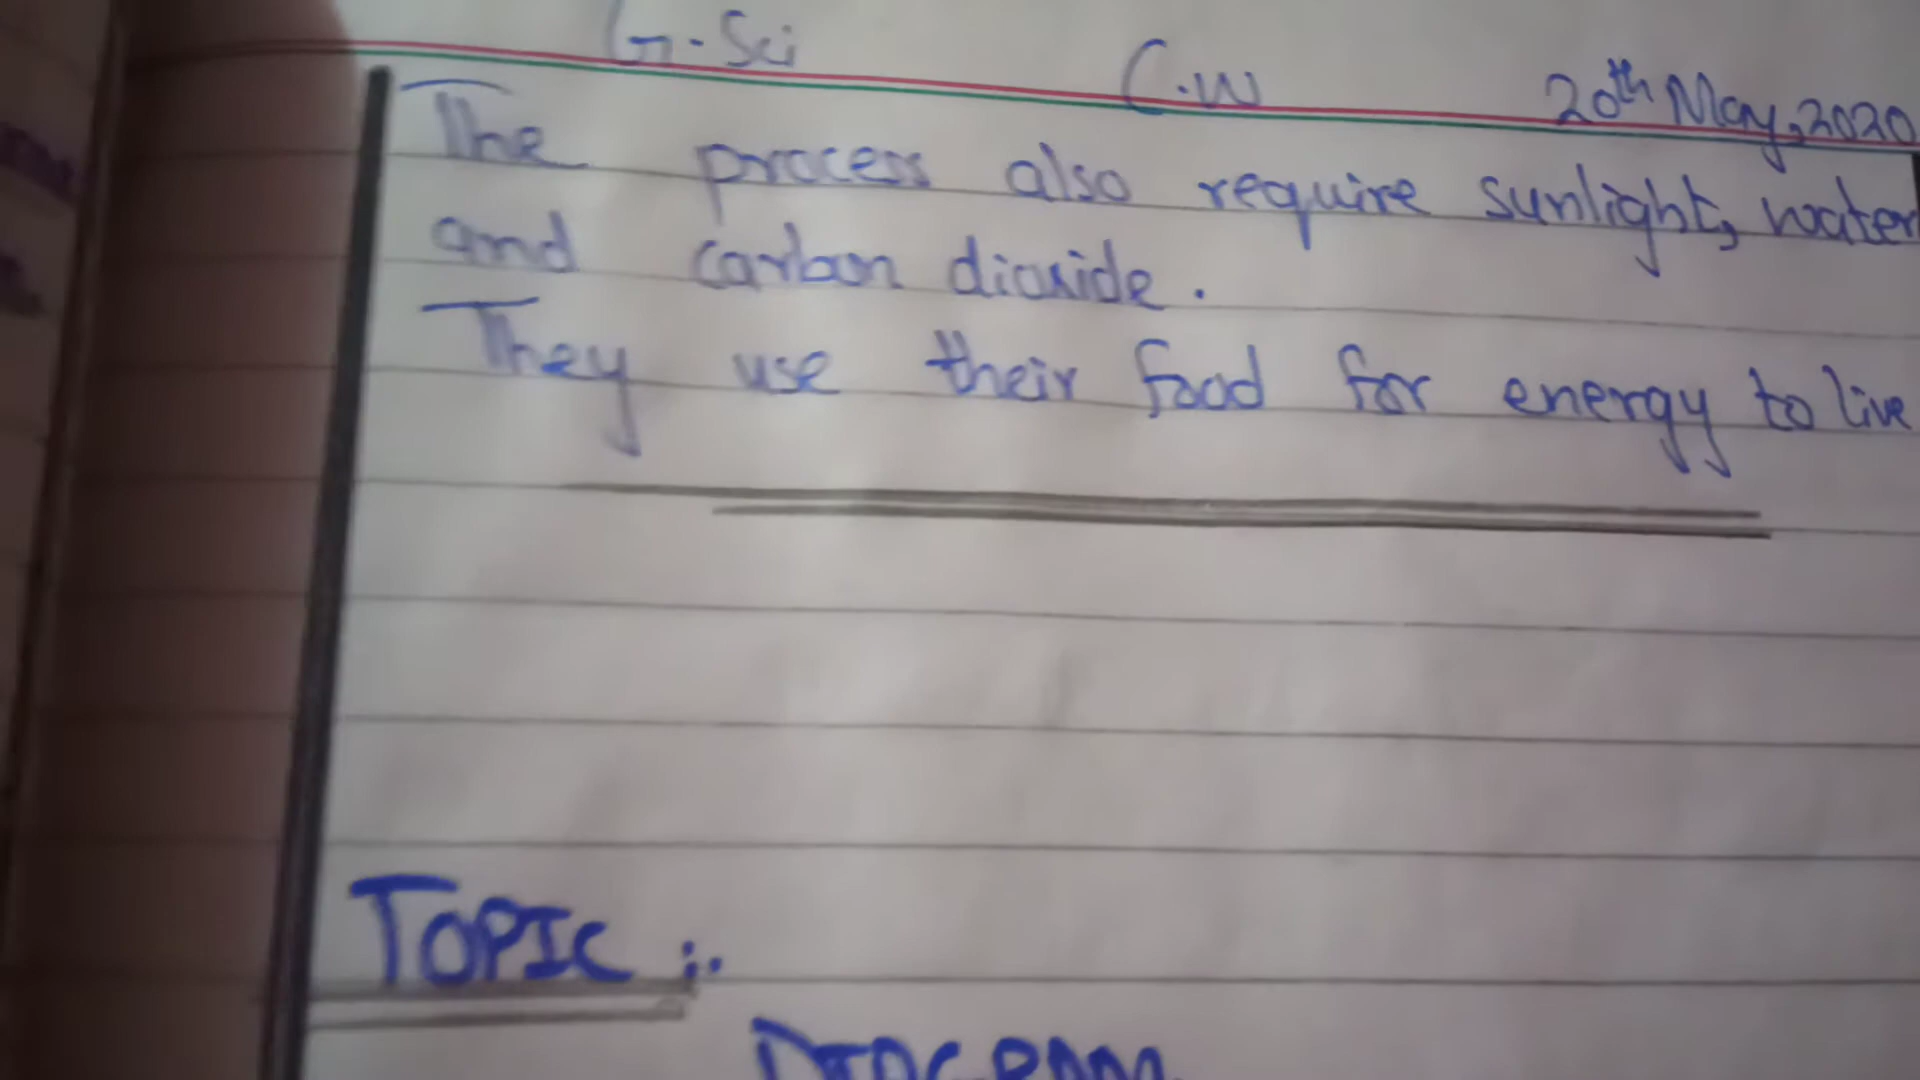 G.Sci C.W 20th May, 2020
The process also require sunlight, water
and carbon dioxide.
They use their food for energy to live
TOPIC :.
DIAGRAM